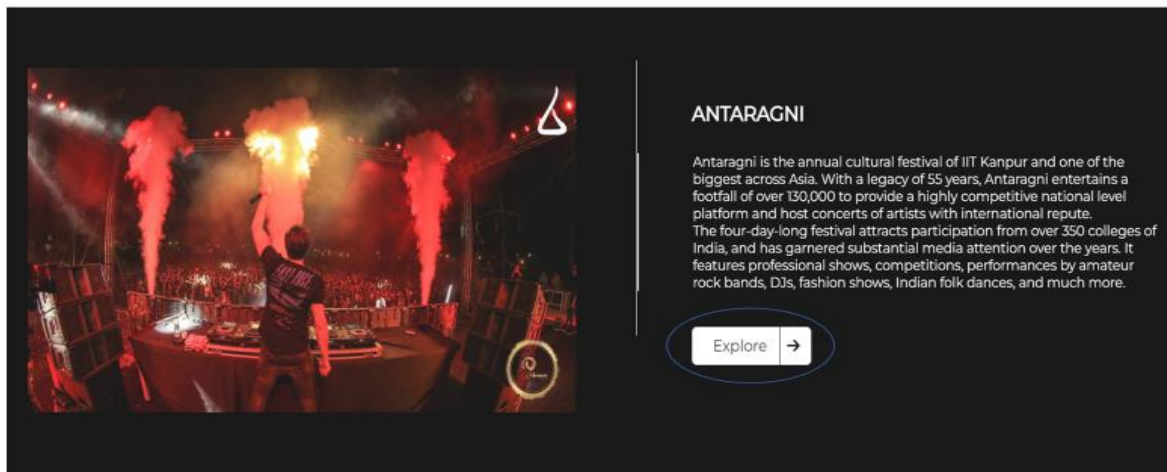 ANTARAGNI
Antaragni is the annual cultural festival of IIT Kanpur and one of the
biggest across Asia. With a legacy of 55 years, Antaragni entertains a
footfall of over 130,000 to provide a highly competitive national level
platform and host concerts of artists with international repute.
The four-day-long festival attracts participation from over 350 colleges of
India, and has garnered substantial media attention over the years. It
features professional shows, competitions, performances by amateur
rock bands, DJs, fashion shows, Indian folk dances, and much more.
Explore